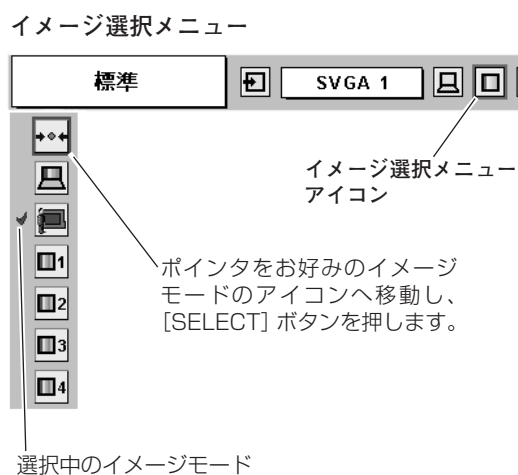 イメージ選択メニュー
標準
SVGA 1
イメージ選択メニュー
アイコン
ポインタをお好みのイメージ
モードのアイコンへ移動し、
[SELECT] ボタンを押します。
1
2
3
4
選択中のイメージモード